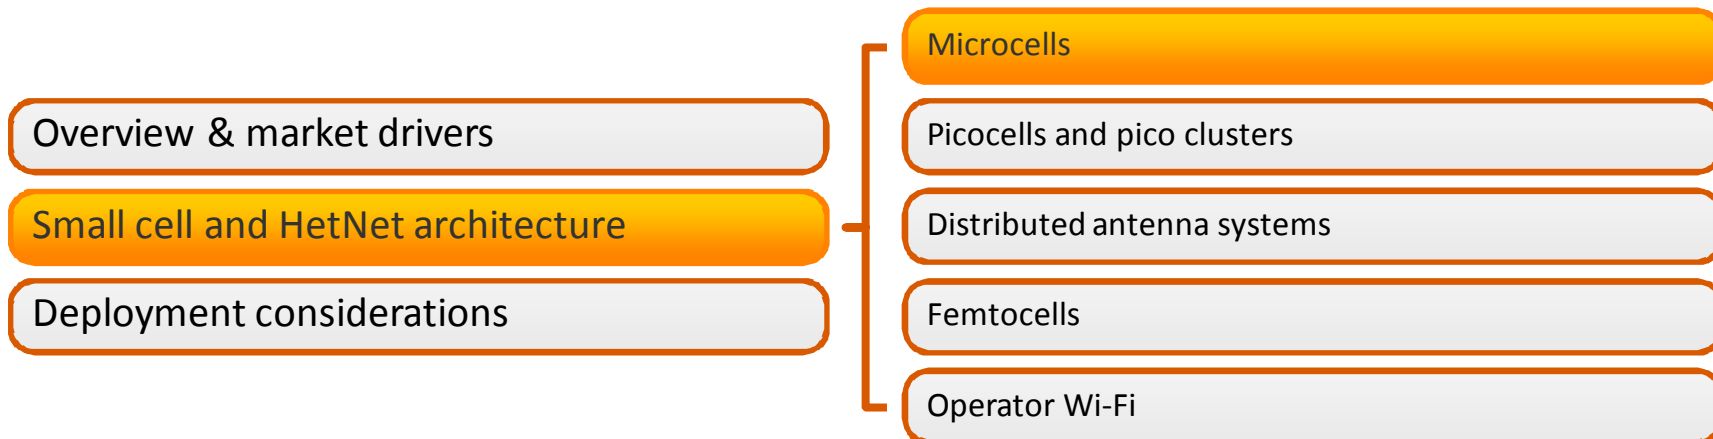 Overview & market drivers
Small cell and HetNet architecture
Deployment considerations
Microcells
Picocells and pico clusters
Distributed antenna systems
Femtocells
Operator Wi-Fi